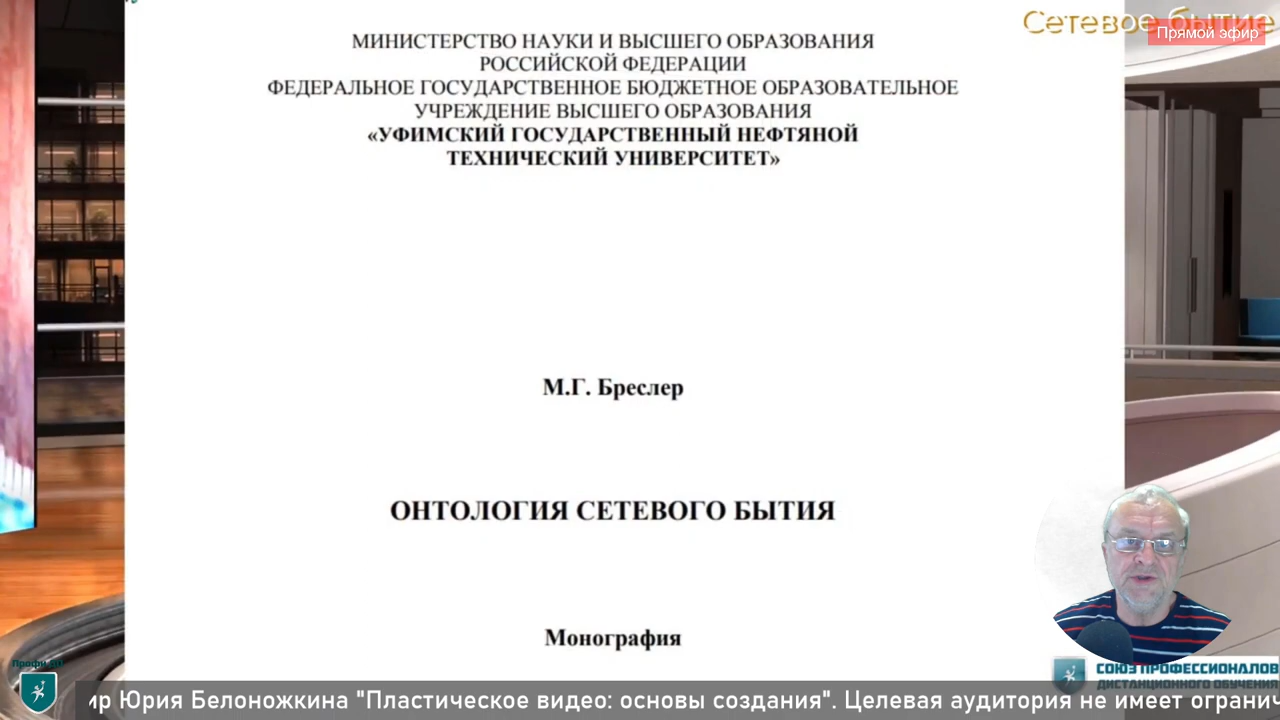 Сетевое бытие
Прямой эфир
МИНИСТЕРСТВО НАУКИ И ВЫСШЕГО ОБРАЗОВАНИЯ
РОССИЙСКОЙ ФЕДЕРАЦИИ
ФЕДЕРАЛЬНОЕ ГОСУДАРСТВЕННОЕ БЮДЖЕТНОЕ ОБРАЗОВАТЕЛЬНОЕ
УЧРЕЖДЕНИЕ ВЫСШЕГО ОБРАЗОВАНИЯ
«УФИМСКИЙ ГОСУДАРСТВЕННЫЙ НЕФТЯНОЙ
ТЕХНИЧЕСКИЙ УНИВЕРСИТЕТ»
М.Г. Бреслер
ОНТОЛОГИЯ СЕТЕВОГО БЫТИЯ
Монография
СОЮЗ ПРОФЕССИОНАЛОВ
ДИСТАНЦИОННОГО ОБУЧЕНИЯ
ир Юрия Белоножкина "Пластическое видео: основы создания". Целевая аудитория не имеет огранич